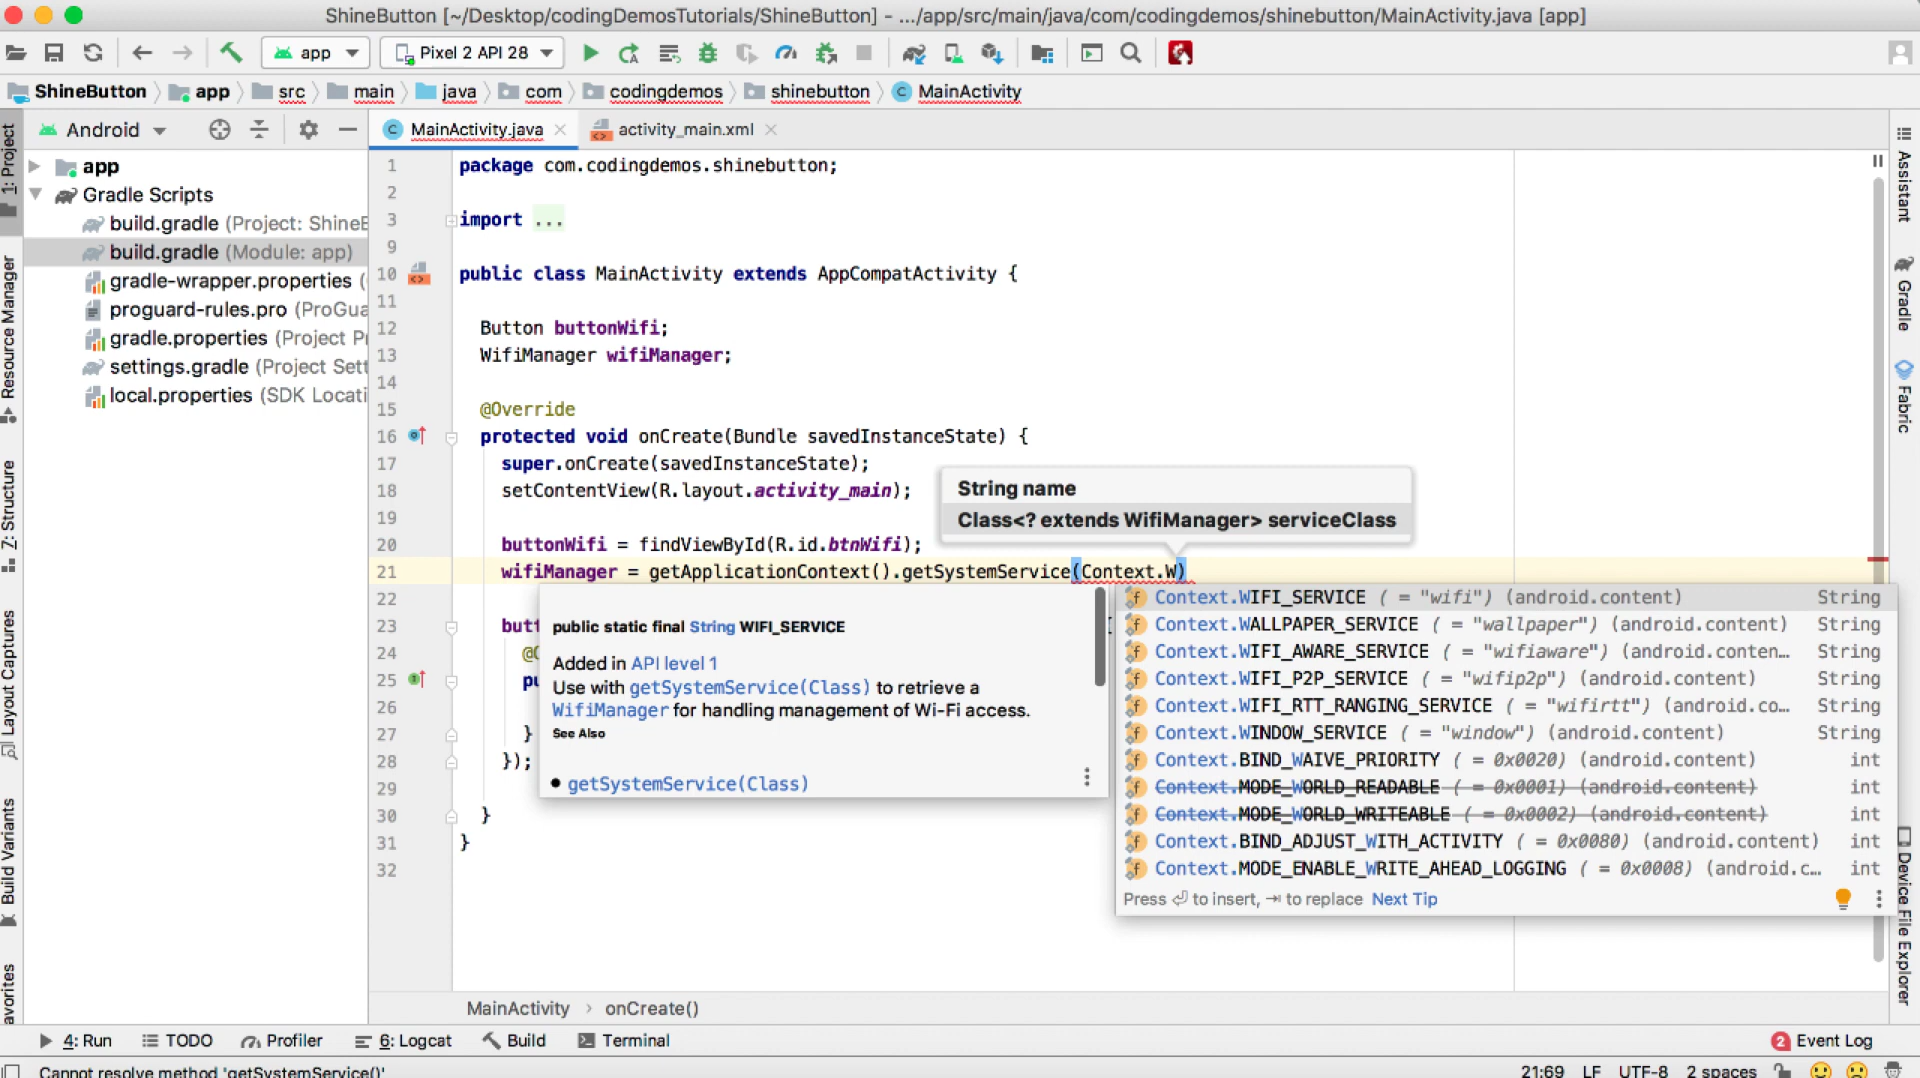 ShineButton [~/Desktop/codingDemosTutorials/ShineButton] - .../app/src/main/java/com/codingdemos/shinebutton/MainActivity.java [app]
app
Pixel 2 API 28
ShineButton
app
src
main
java
com
codingdemos
shinebutton
MainActivity
Android
MainActivity.java
activity_main.xml
1: Project
Resource Manager
Z: Structure
Layout Captures
Build Variants
app
Gradle Scripts
build.gradle (Project: Shine
build.gradle (Module: app)
gradle-wrapper.properties (
proguard-rules.pro (ProGua
gradle.properties (Project P
settings.gradle (Project Sett
local.properties (SDK Locati
1 package com.codingdemos.shinebutton;
2
3 import ...
9
10 public class MainActivity extends AppCompatActivity {
11
12 Button buttonWifi;
13 WifiManager wifiManager;
14
15 @Override
16 protected void onCreate(Bundle savedInstanceState) {
17 super.onCreate(savedInstanceState);
18 setContentView(R.layout.activity_main);
19
20 buttonWifi = findViewById(R.id.btnWifi);
21 wifiManager = getApplicationContext().getSystemService(Context.W)
22
23 butt
24
25 pu
26
27 }
28 });
29
30 }
31 }
32
String name
Class<? extends WifiManager> serviceClass
public static final String WIFI_SERVICE
Added in API level 1
Use with getSystemService(Class) to retrieve a
WifiManager for handling management of Wi-Fi access.
See Also
● getSystemService(Class)
Context.WIFI_SERVICE ( = "wifi") (android.content) String
Context.WALLPAPER_SERVICE ( = "wallpaper") (android.content) String
Context.WIFI_AWARE_SERVICE ( = "wifiaware") (android.conten… String
Context.WIFI_P2P_SERVICE ( = "wifip2p") (android.content) String
Context.WIFI_RTT_RANGING_SERVICE ( = "wifirtt") (android.co… String
Context.WINDOW_SERVICE ( = "window") (android.content) String
Context.BIND_WAIVE_PRIORITY ( = 0x0020) (android.content) int
Context.MODE_WORLD_READABLE ( = 0x0001) (android.content) int
Context.MODE_WORLD_WRITEABLE ( = 0x0002) (android.content) int
Context.BIND_ADJUST_WITH_ACTIVITY ( = 0x0080) (android.content) int
Context.MODE_ENABLE_WRITE_AHEAD_LOGGING ( = 0x0008) (android.c… int
Press ⏎ to insert, ⇥ to replace Next Tip
Assistant
Gradle
Fabric
Device File Explorer
MainActivity › onCreate()
4: Run
TODO
Profiler
6: Logcat
Build
Terminal
2 Event Log
Cannot resolve method 'getSystemService()'
21:69 LF UTF-8 2 spaces